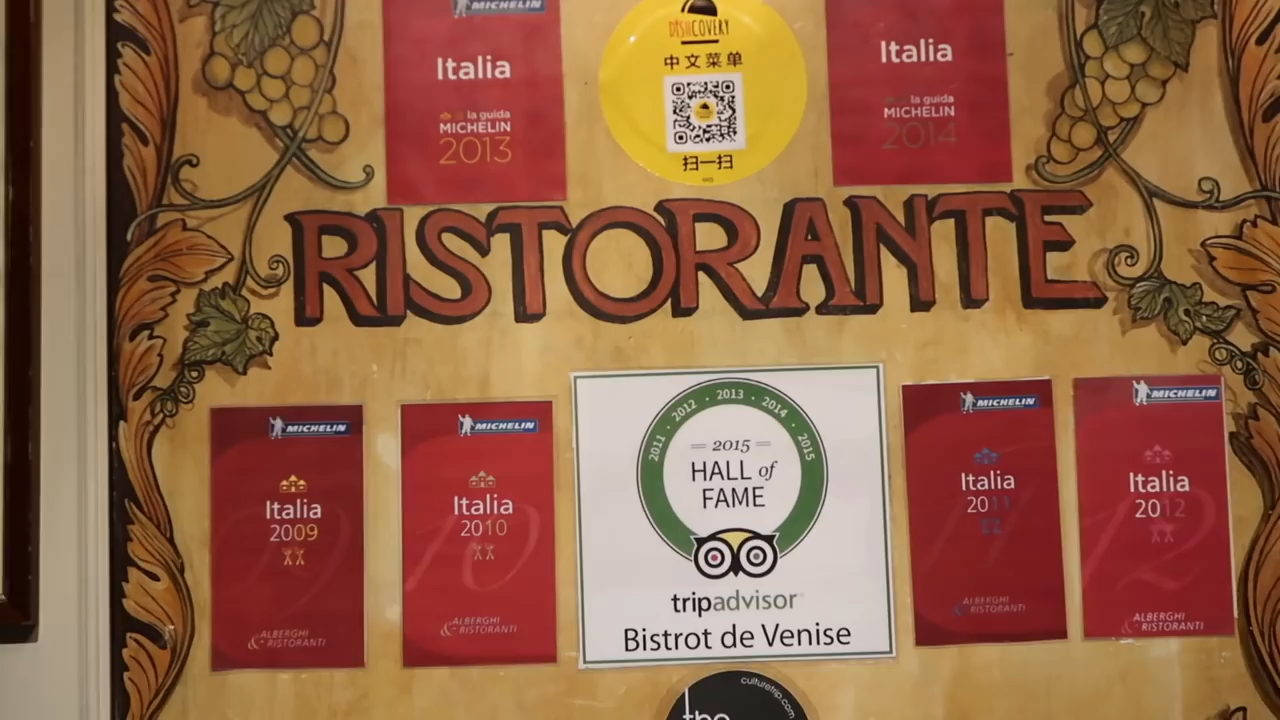 MICHELIN
Italia
la guida
MICHELIN
2013
DISHCOVERY
中文菜单
扫一扫
Italia
la guida
MICHELIN
2014
RISTORANTE
MICHELIN
Italia
2009
ALBERGHI
& RISTORANTI
MICHELIN
Italia
2010
ALBERGHI
& RISTORANTI
2011 · 2012 · 2013 · 2014 · 2015
2015
HALL of
FAME
tripadvisor
Bistrot de Venise
MICHELIN
Italia
2011
ALBERGHI
& RISTORANTI
MICHELIN
Italia
2012
ALBERGHI
& RISTORANTI
culturetrip.com
the